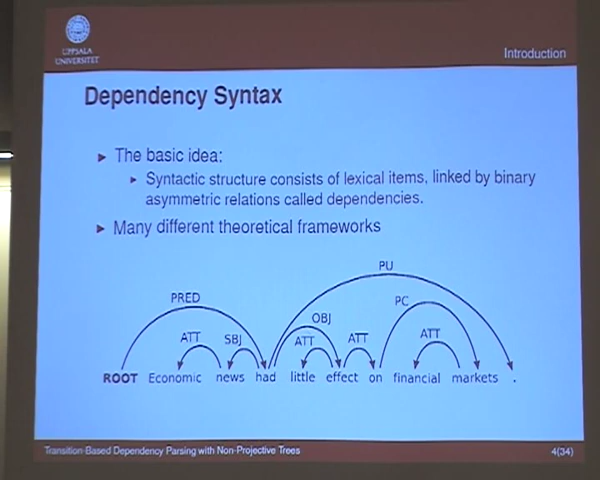 UPPSALA
UNIVERSITET
Introduction
Dependency Syntax
► The basic idea:
► Syntactic structure consists of lexical items, linked by binary
asymmetric relations called dependencies.
► Many different theoretical frameworks
PU
PRED
PC
OBJ
ATT
SBJ
ATT
ATT
ATT
ROOT Economic news had little effect on financial markets .
Transition-Based Dependency Parsing with Non-Projective Trees
4(34)